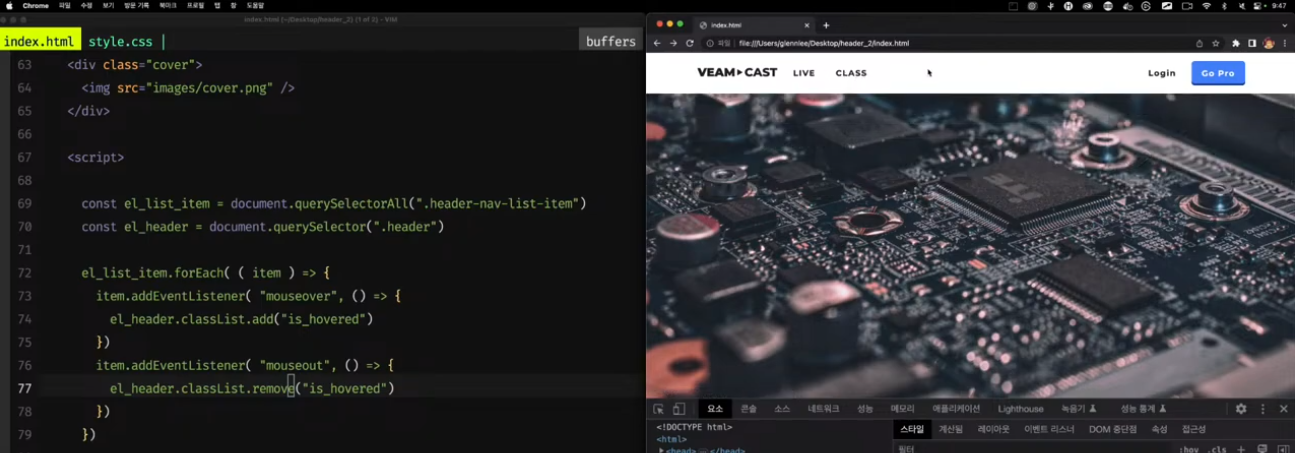 Chrome 파일 수정 보기 방문 기록 북마크 프로필 탭 창 도움말
9:47
index.html (~/Desktop/header_2) (1 of 2) - VIM
index.html style.css |
buffers
63 <div class="cover">
64 <img src="images/cover.png" />
65 </div>
66
67 <script>
68
69 const el_list_item = document.querySelectorAll(".header-nav-list-item")
70 const el_header = document.querySelector(".header")
71
72 el_list_item.forEach( ( item ) => {
73 item.addEventListener( "mouseover", () => {
74 el_header.classList.add("is_hovered")
75 })
76 item.addEventListener( "mouseout", () => {
77 el_header.classList.remove("is_hovered")
78 })
79 })
index.html
파일 file:///Users/glenniee/Desktop/header_2/index.html
VEAM CAST LIVE CLASS Login Go Pro
요소 콘솔 소스 네트워크 성능 메모리 애플리케이션 Lighthouse 녹음기 성능 통계
<!DOCTYPE html>
<html>
<head> </head>
스타일 계산됨 레이아웃 이벤트 리스너 DOM 중단점 속성 접근성
필터 :hov .cls